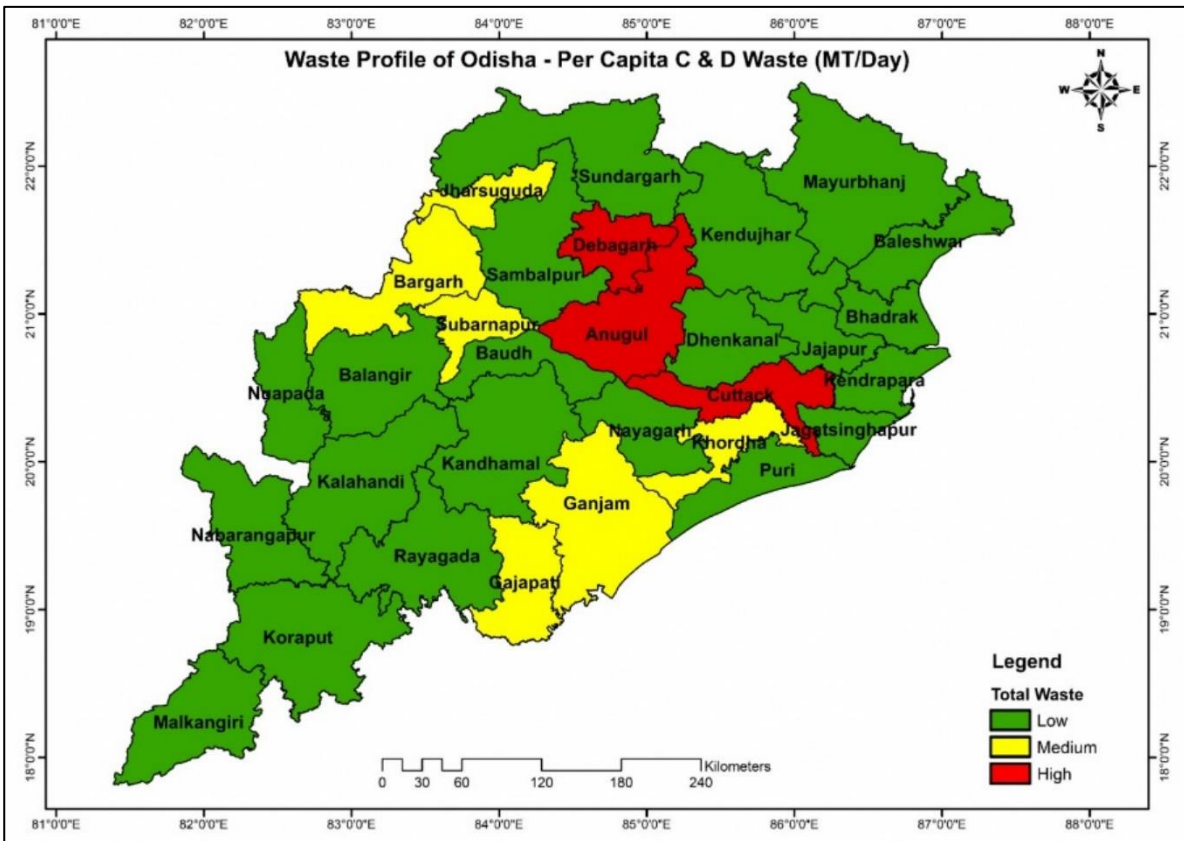 81°0'0"E 82°0'0"E 83°0'0"E 84°0'0"E 85°0'0"E 86°0'0"E 87°0'0"E 88°0'0"E
Waste Profile of Odisha - Per Capita C & D Waste (MT/Day)
N
W E
S
22°0'0"N 22°0'0"N
Jharsuguda
Sundargarh
Mayurbhanj
Debagarh
Kendujhar
Baleshwar
Sambalpur
Bargarh
21°0'0"N 21°0'0"N
Subarnapur
Anugul
Bhadrak
Dhenkanal
Baudh
Jajapur
Balangir
Kendrapara
Nuapada
Cuttack
Nayagarh
Jagatsinghapur
Khordha
20°0'0"N 20°0'0"N
Kandhamal
Puri
Kalahandi
Ganjam
Nabarangapur
Rayagada
Gajapati
19°0'0"N 19°0'0"N
Koraput
Malkangiri
18°0'0"N 18°0'0"N
Legend
Total Waste
Low
Medium
High
Kilometers
0 30 60 120 180 240
81°0'0"E 82°0'0"E 83°0'0"E 84°0'0"E 85°0'0"E 86°0'0"E 87°0'0"E 88°0'0"E